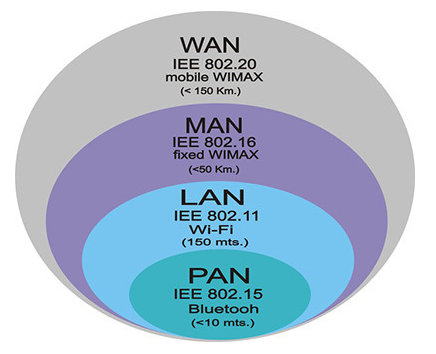 WAN
IEE 802.20
mobile WIMAX
(< 150 Km.)
MAN
IEE 802.16
fixed WIMAX
(<50 Km.)
LAN
IEE 802.11
Wi-Fi
(150 mts.)
PAN
IEE 802.15
Bluetooh
(<10 mts.)